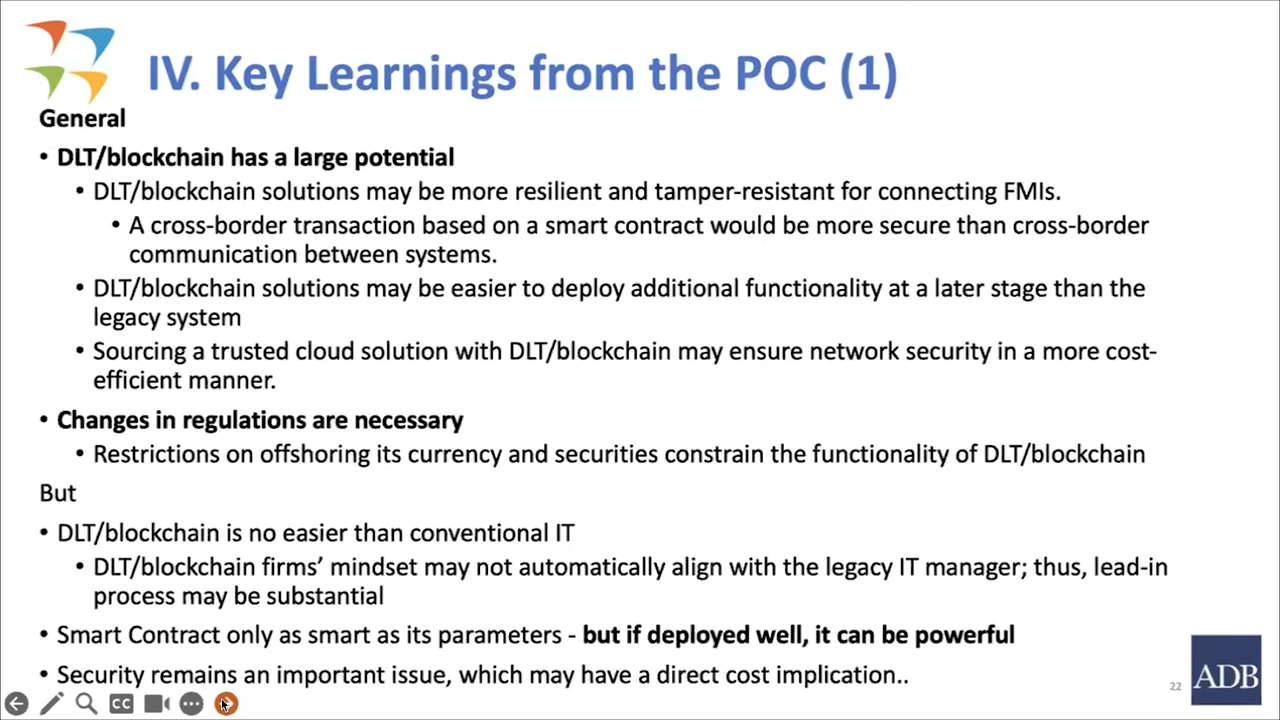 IV. Key Learnings from the POC (1)
General
• DLT/blockchain has a large potential
• DLT/blockchain solutions may be more resilient and tamper-resistant for connecting FMIs.
• A cross-border transaction based on a smart contract would be more secure than cross-border
communication between systems.
• DLT/blockchain solutions may be easier to deploy additional functionality at a later stage than the
legacy system
• Sourcing a trusted cloud solution with DLT/blockchain may ensure network security in a more cost-
efficient manner.
• Changes in regulations are necessary
• Restrictions on offshoring its currency and securities constrain the functionality of DLT/blockchain
But
• DLT/blockchain is no easier than conventional IT
• DLT/blockchain firms’ mindset may not automatically align with the legacy IT manager; thus, lead-in
process may be substantial
• Smart Contract only as smart as its parameters - but if deployed well, it can be powerful
• Security remains an important issue, which may have a direct cost implication..
22
ADB
CC